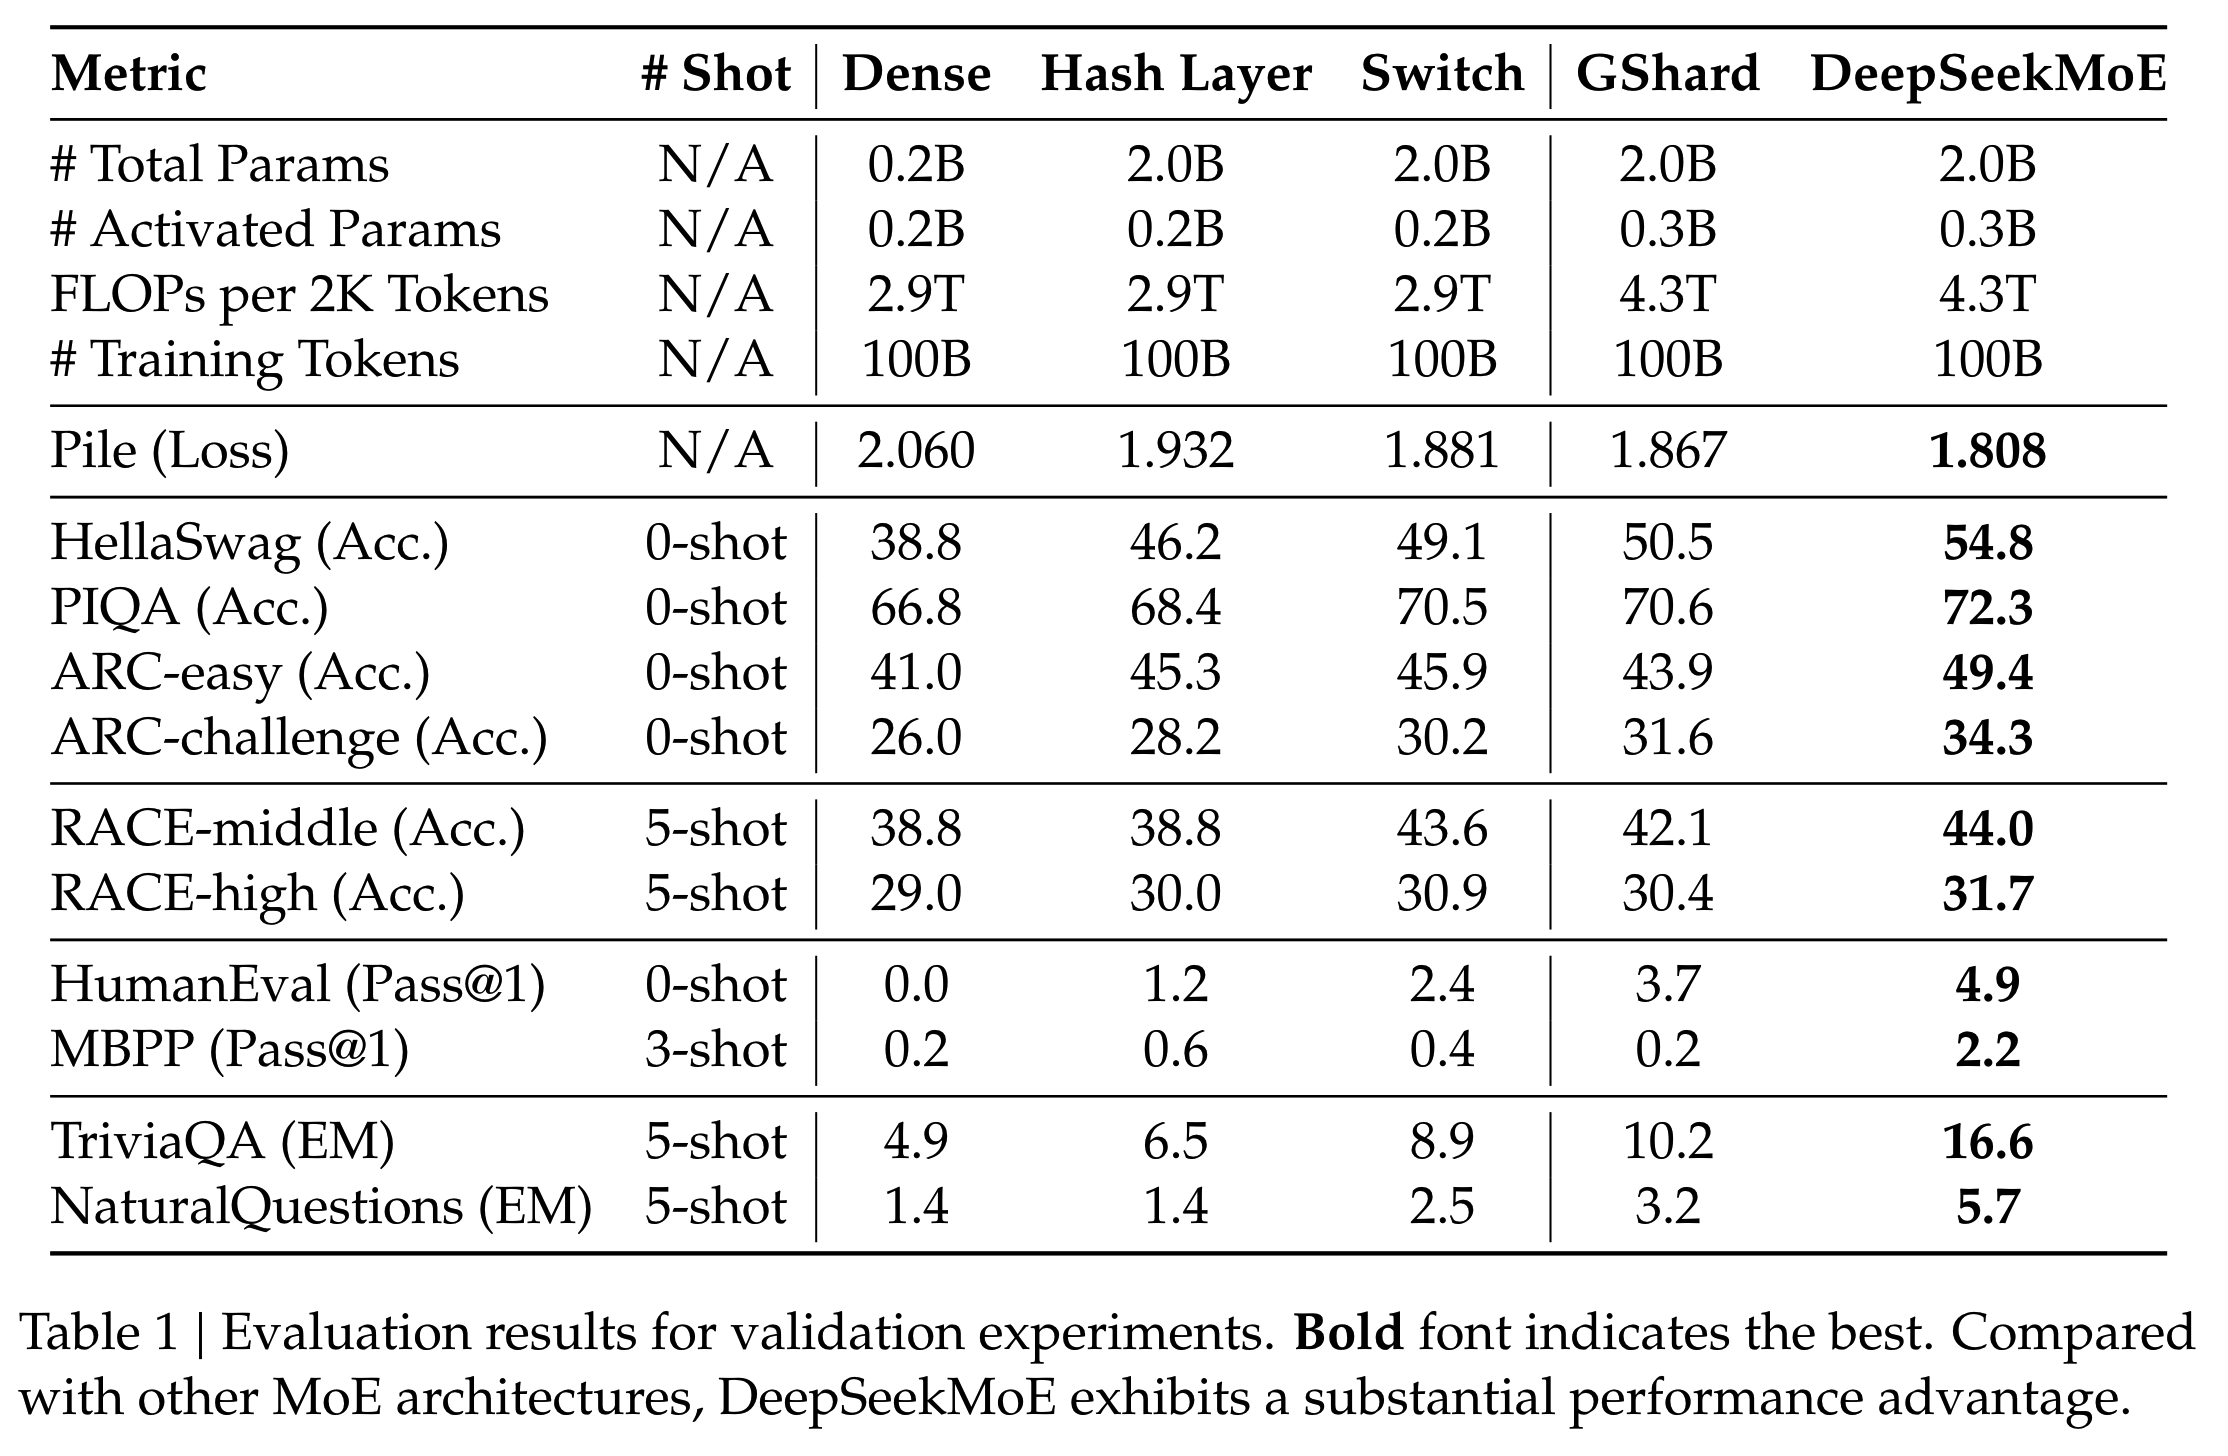 Metric # Shot Dense Hash Layer Switch GShard DeepSeekMoE
# Total Params N/A 0.2B 2.0B 2.0B 2.0B 2.0B
# Activated Params N/A 0.2B 0.2B 0.2B 0.3B 0.3B
FLOPs per 2K Tokens N/A 2.9T 2.9T 2.9T 4.3T 4.3T
# Training Tokens N/A 100B 100B 100B 100B 100B
Pile (Loss) N/A 2.060 1.932 1.881 1.867 1.808
HellaSwag (Acc.) 0-shot 38.8 46.2 49.1 50.5 54.8
PIQA (Acc.) 0-shot 66.8 68.4 70.5 70.6 72.3
ARC-easy (Acc.) 0-shot 41.0 45.3 45.9 43.9 49.4
ARC-challenge (Acc.) 0-shot 26.0 28.2 30.2 31.6 34.3
RACE-middle (Acc.) 5-shot 38.8 38.8 43.6 42.1 44.0
RACE-high (Acc.) 5-shot 29.0 30.0 30.9 30.4 31.7
HumanEval (Pass@1) 0-shot 0.0 1.2 2.4 3.7 4.9
MBPP (Pass@1) 3-shot 0.2 0.6 0.4 0.2 2.2
TriviaQA (EM) 5-shot 4.9 6.5 8.9 10.2 16.6
NaturalQuestions (EM) 5-shot 1.4 1.4 2.5 3.2 5.7
Table 1 | Evaluation results for validation experiments. Bold font indicates the best. Compared
with other MoE architectures, DeepSeekMoE exhibits a substantial performance advantage.